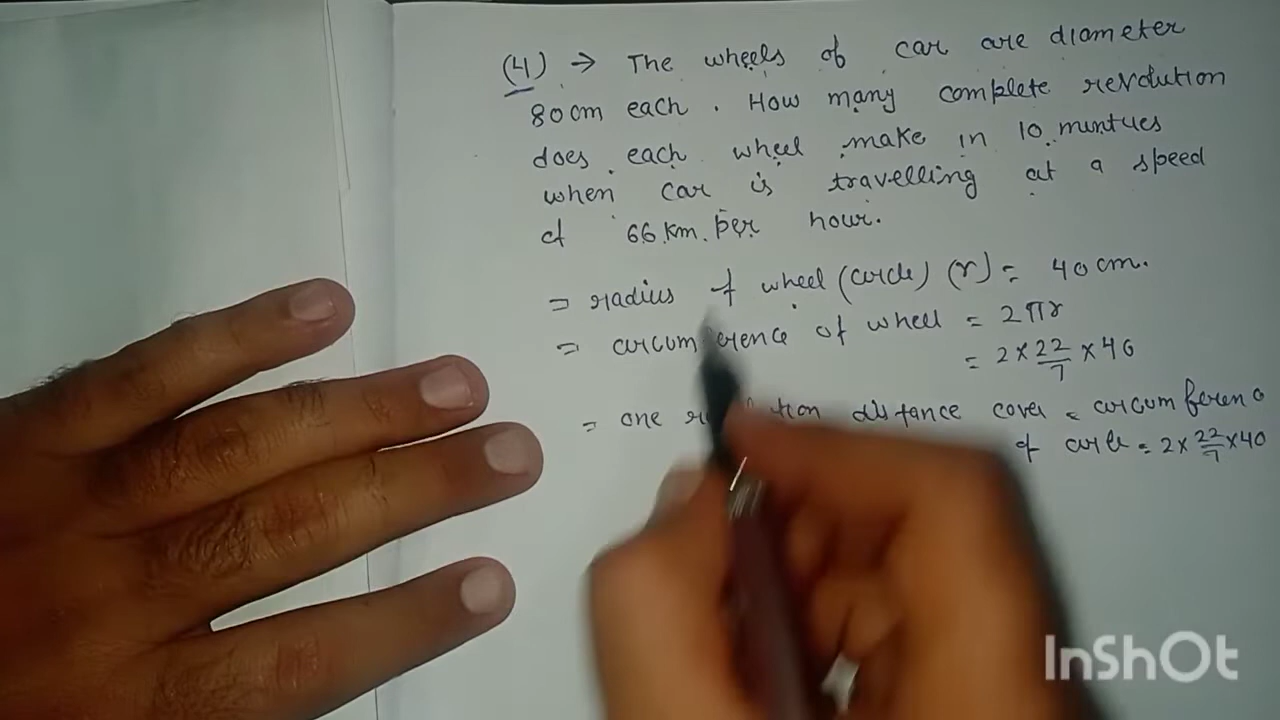 (4) → The wheels of car are diameter
80cm each. How many complete revolution
does each wheel make in 10 mintues
when car is travelling at a speed
of 66 km. per hour.
= radius of wheel (circle) (r) = 40 cm.
= circumference of wheel = 2πr
= 2 × 22/7 × 40
= one distance cover = circumferenc
of circle = 2 × 22/7 × 40
InShOt